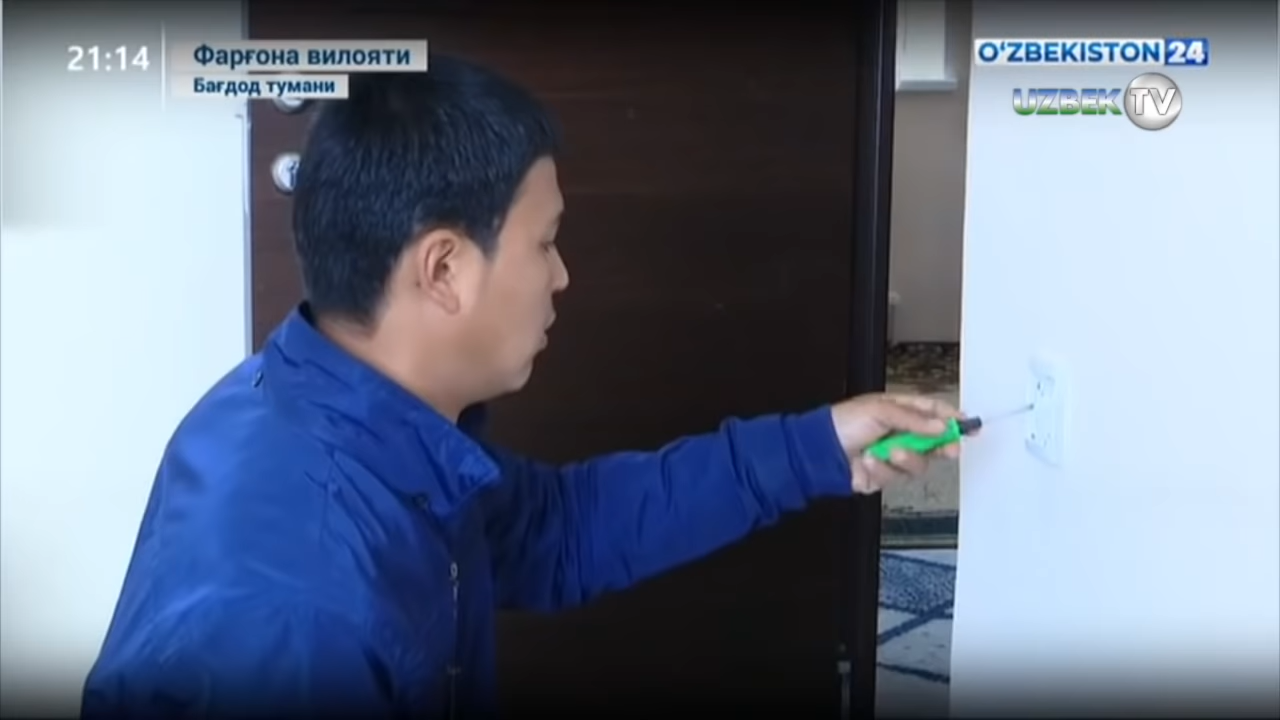 21:14
Фарғона вилояти
Бағдод тумани
O‘ZBEKISTON 24
UZBEK TV